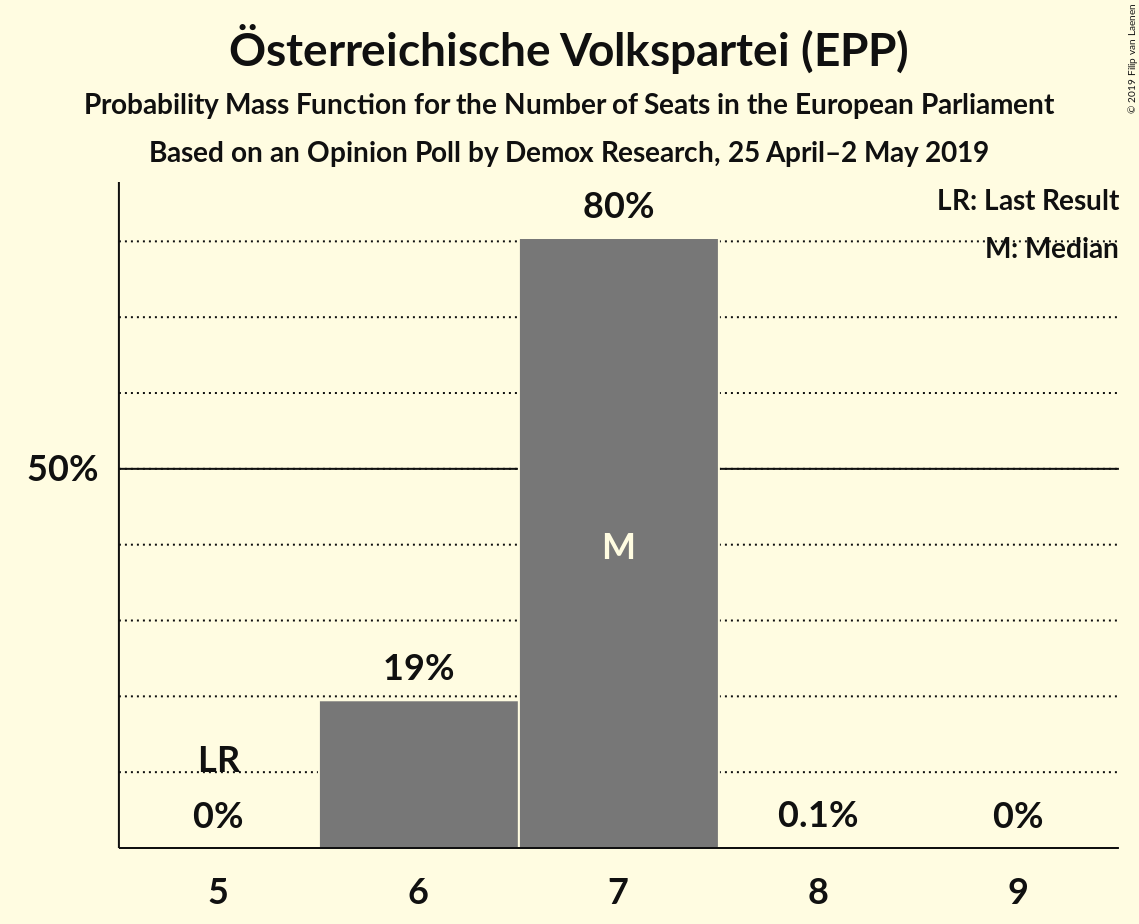 Österreichische Volkspartei (EPP)
Probability Mass Function for the Number of Seats in the European Parliament
Based on an Opinion Poll by Demox Research, 25 April–2 May 2019
© 2019 Filip van Laenen
LR: Last Result
M: Median
80%
50%
M
19%
LR
0%
0.1%
0%
5
6
7
8
9